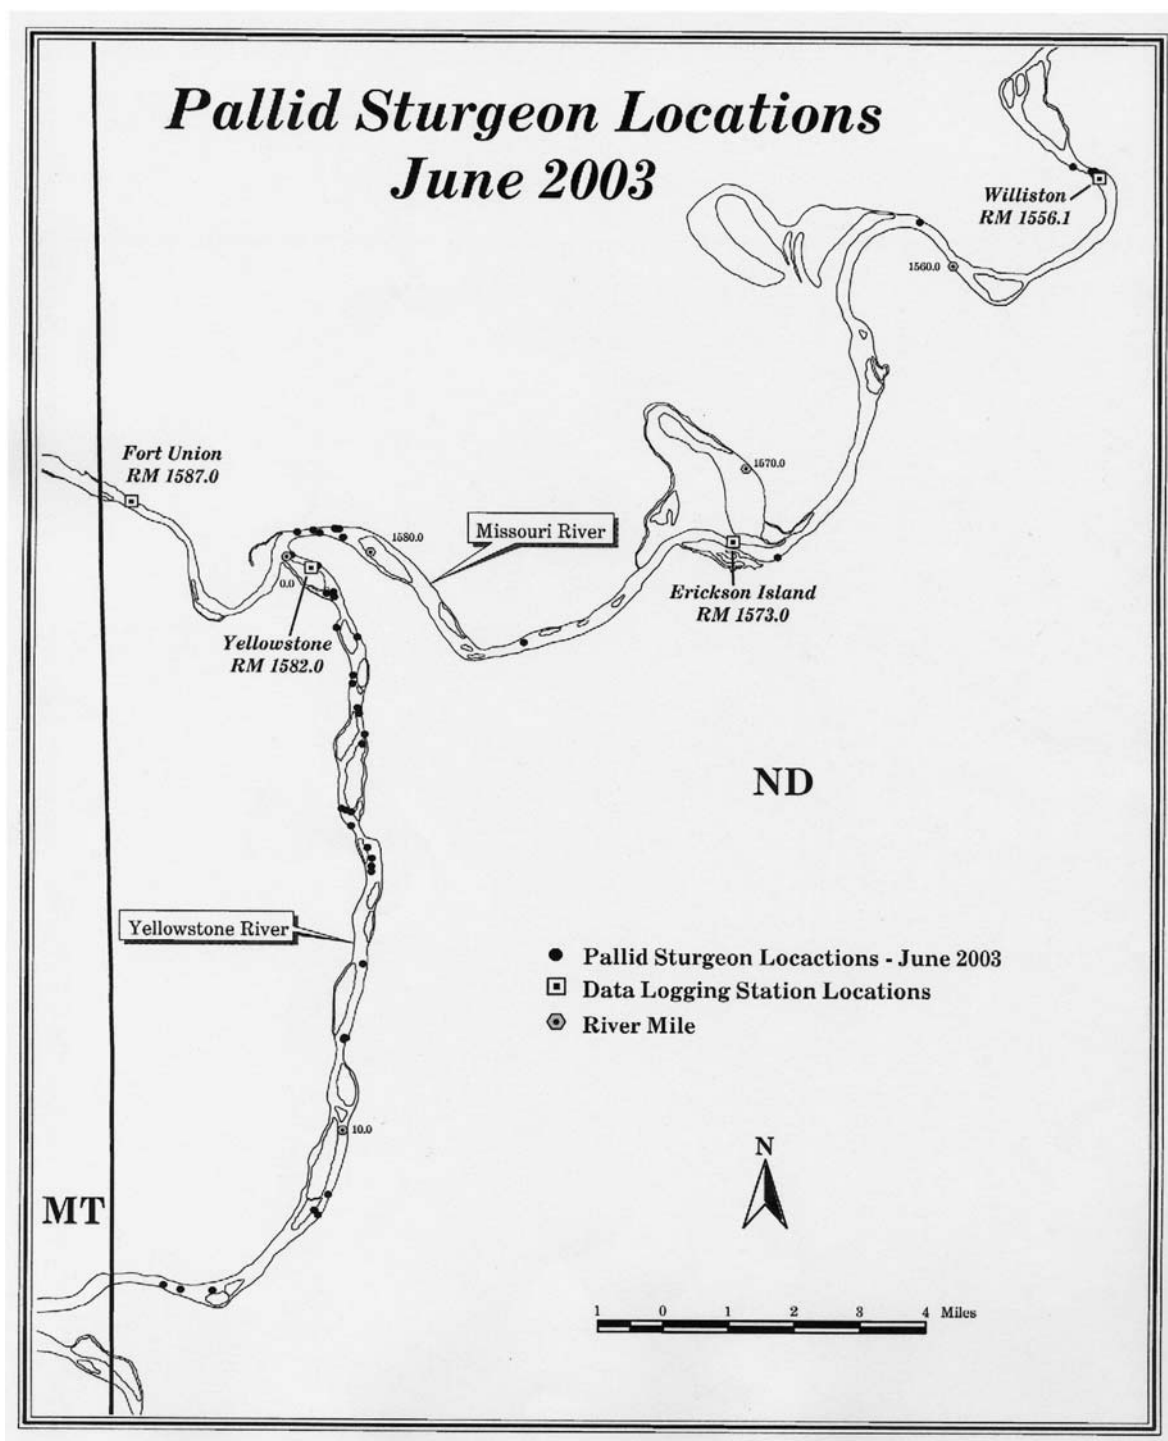 Pallid Sturgeon Locations
June 2003
Williston
RM 1556.1
1560.0
Fort Union
RM 1587.0
1570.0
Missouri River
1580.0
0.0
Erickson Island
RM 1573.0
Yellowstone
RM 1582.0
ND
Yellowstone River
Pallid Sturgeon Locactions - June 2003
Data Logging Station Locations
River Mile
10.0
N
MT
1 0 1 2 3 4 Miles